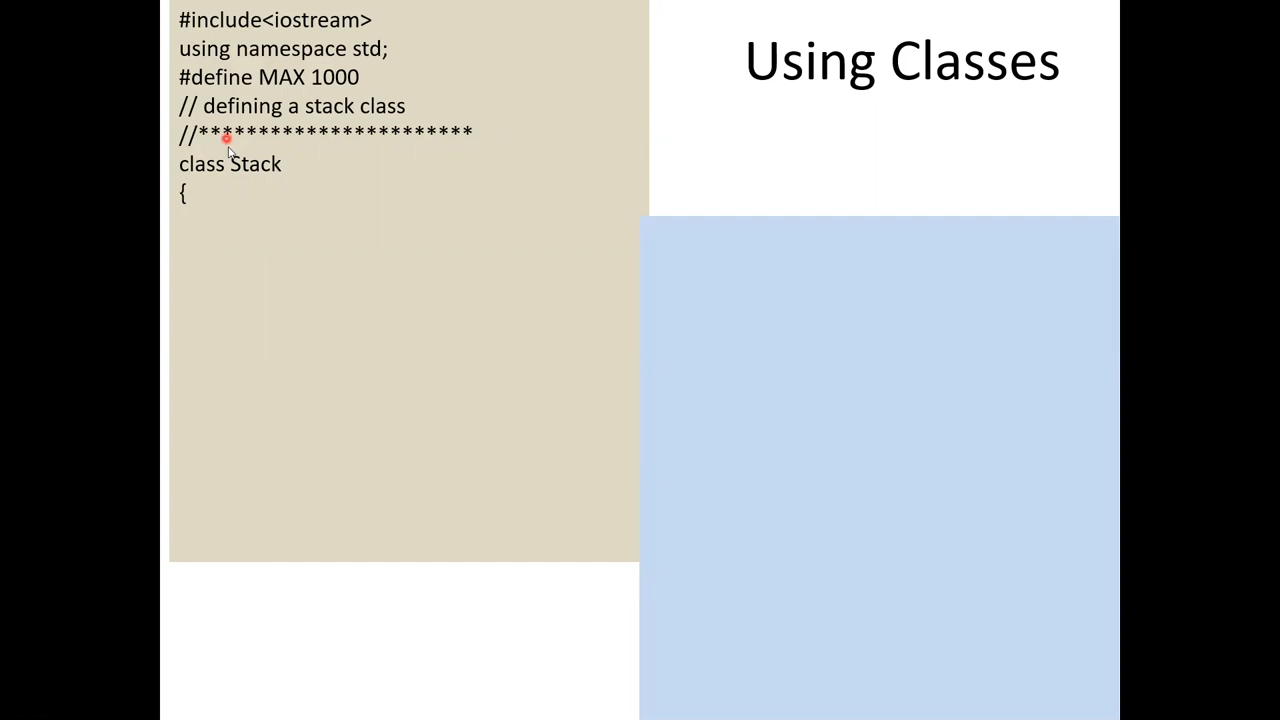 #include<iostream>
using namespace std;
#define MAX 1000
// defining a stack class
//***********************
class Stack
{
Using Classes